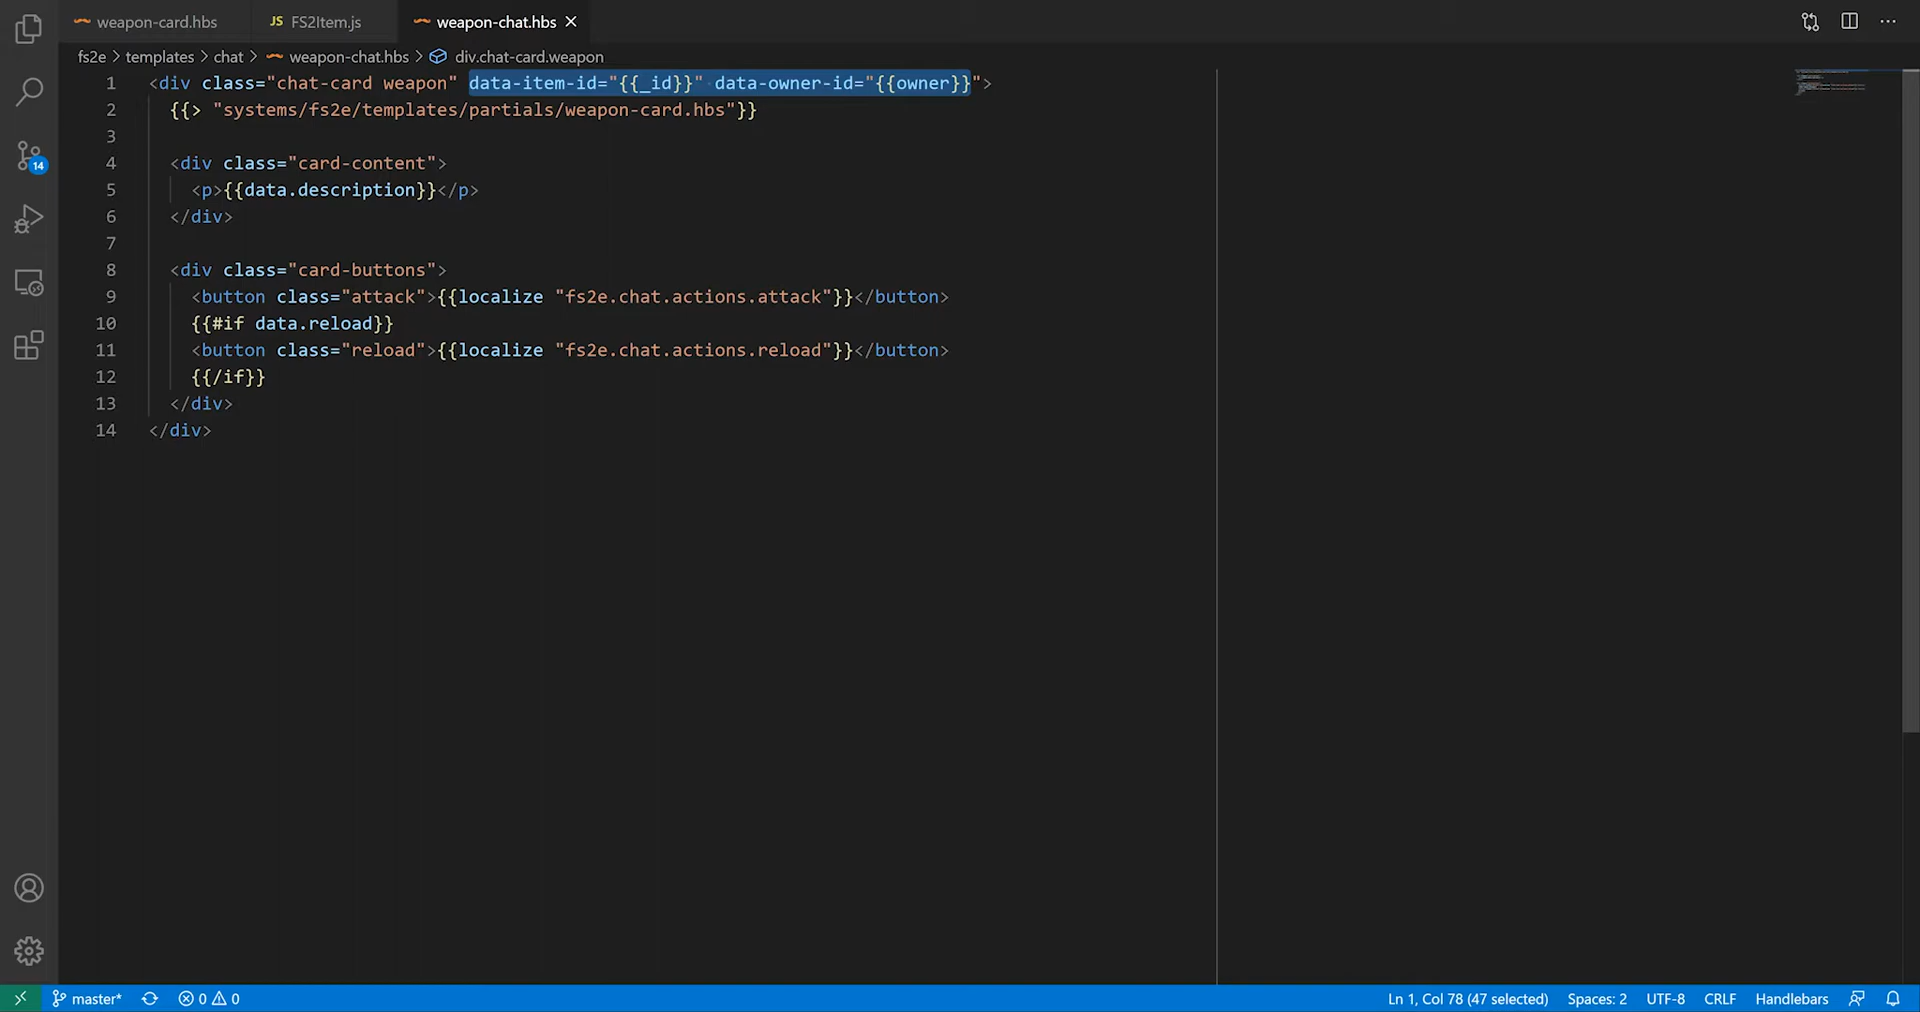 weapon-card.hbs JS FS2Item.js weapon-chat.hbs
fs2e > templates > chat > weapon-chat.hbs > div.chat-card.weapon
1 <div class="chat-card weapon" data-item-id="{{_id}}" data-owner-id="{{owner}}">
2 {{> "systems/fs2e/templates/partials/weapon-card.hbs"}}
3
4 <div class="card-content">
5 <p>{{data.description}}</p>
6 </div>
7
8 <div class="card-buttons">
9 <button class="attack">{{localize "fs2e.chat.actions.attack"}}</button>
10 {{#if data.reload}}
11 <button class="reload">{{localize "fs2e.chat.actions.reload"}}</button>
12 {{/if}}
13 </div>
14 </div>
14
master* 0 0 Ln 1, Col 78 (47 selected) Spaces: 2 UTF-8 CRLF Handlebars